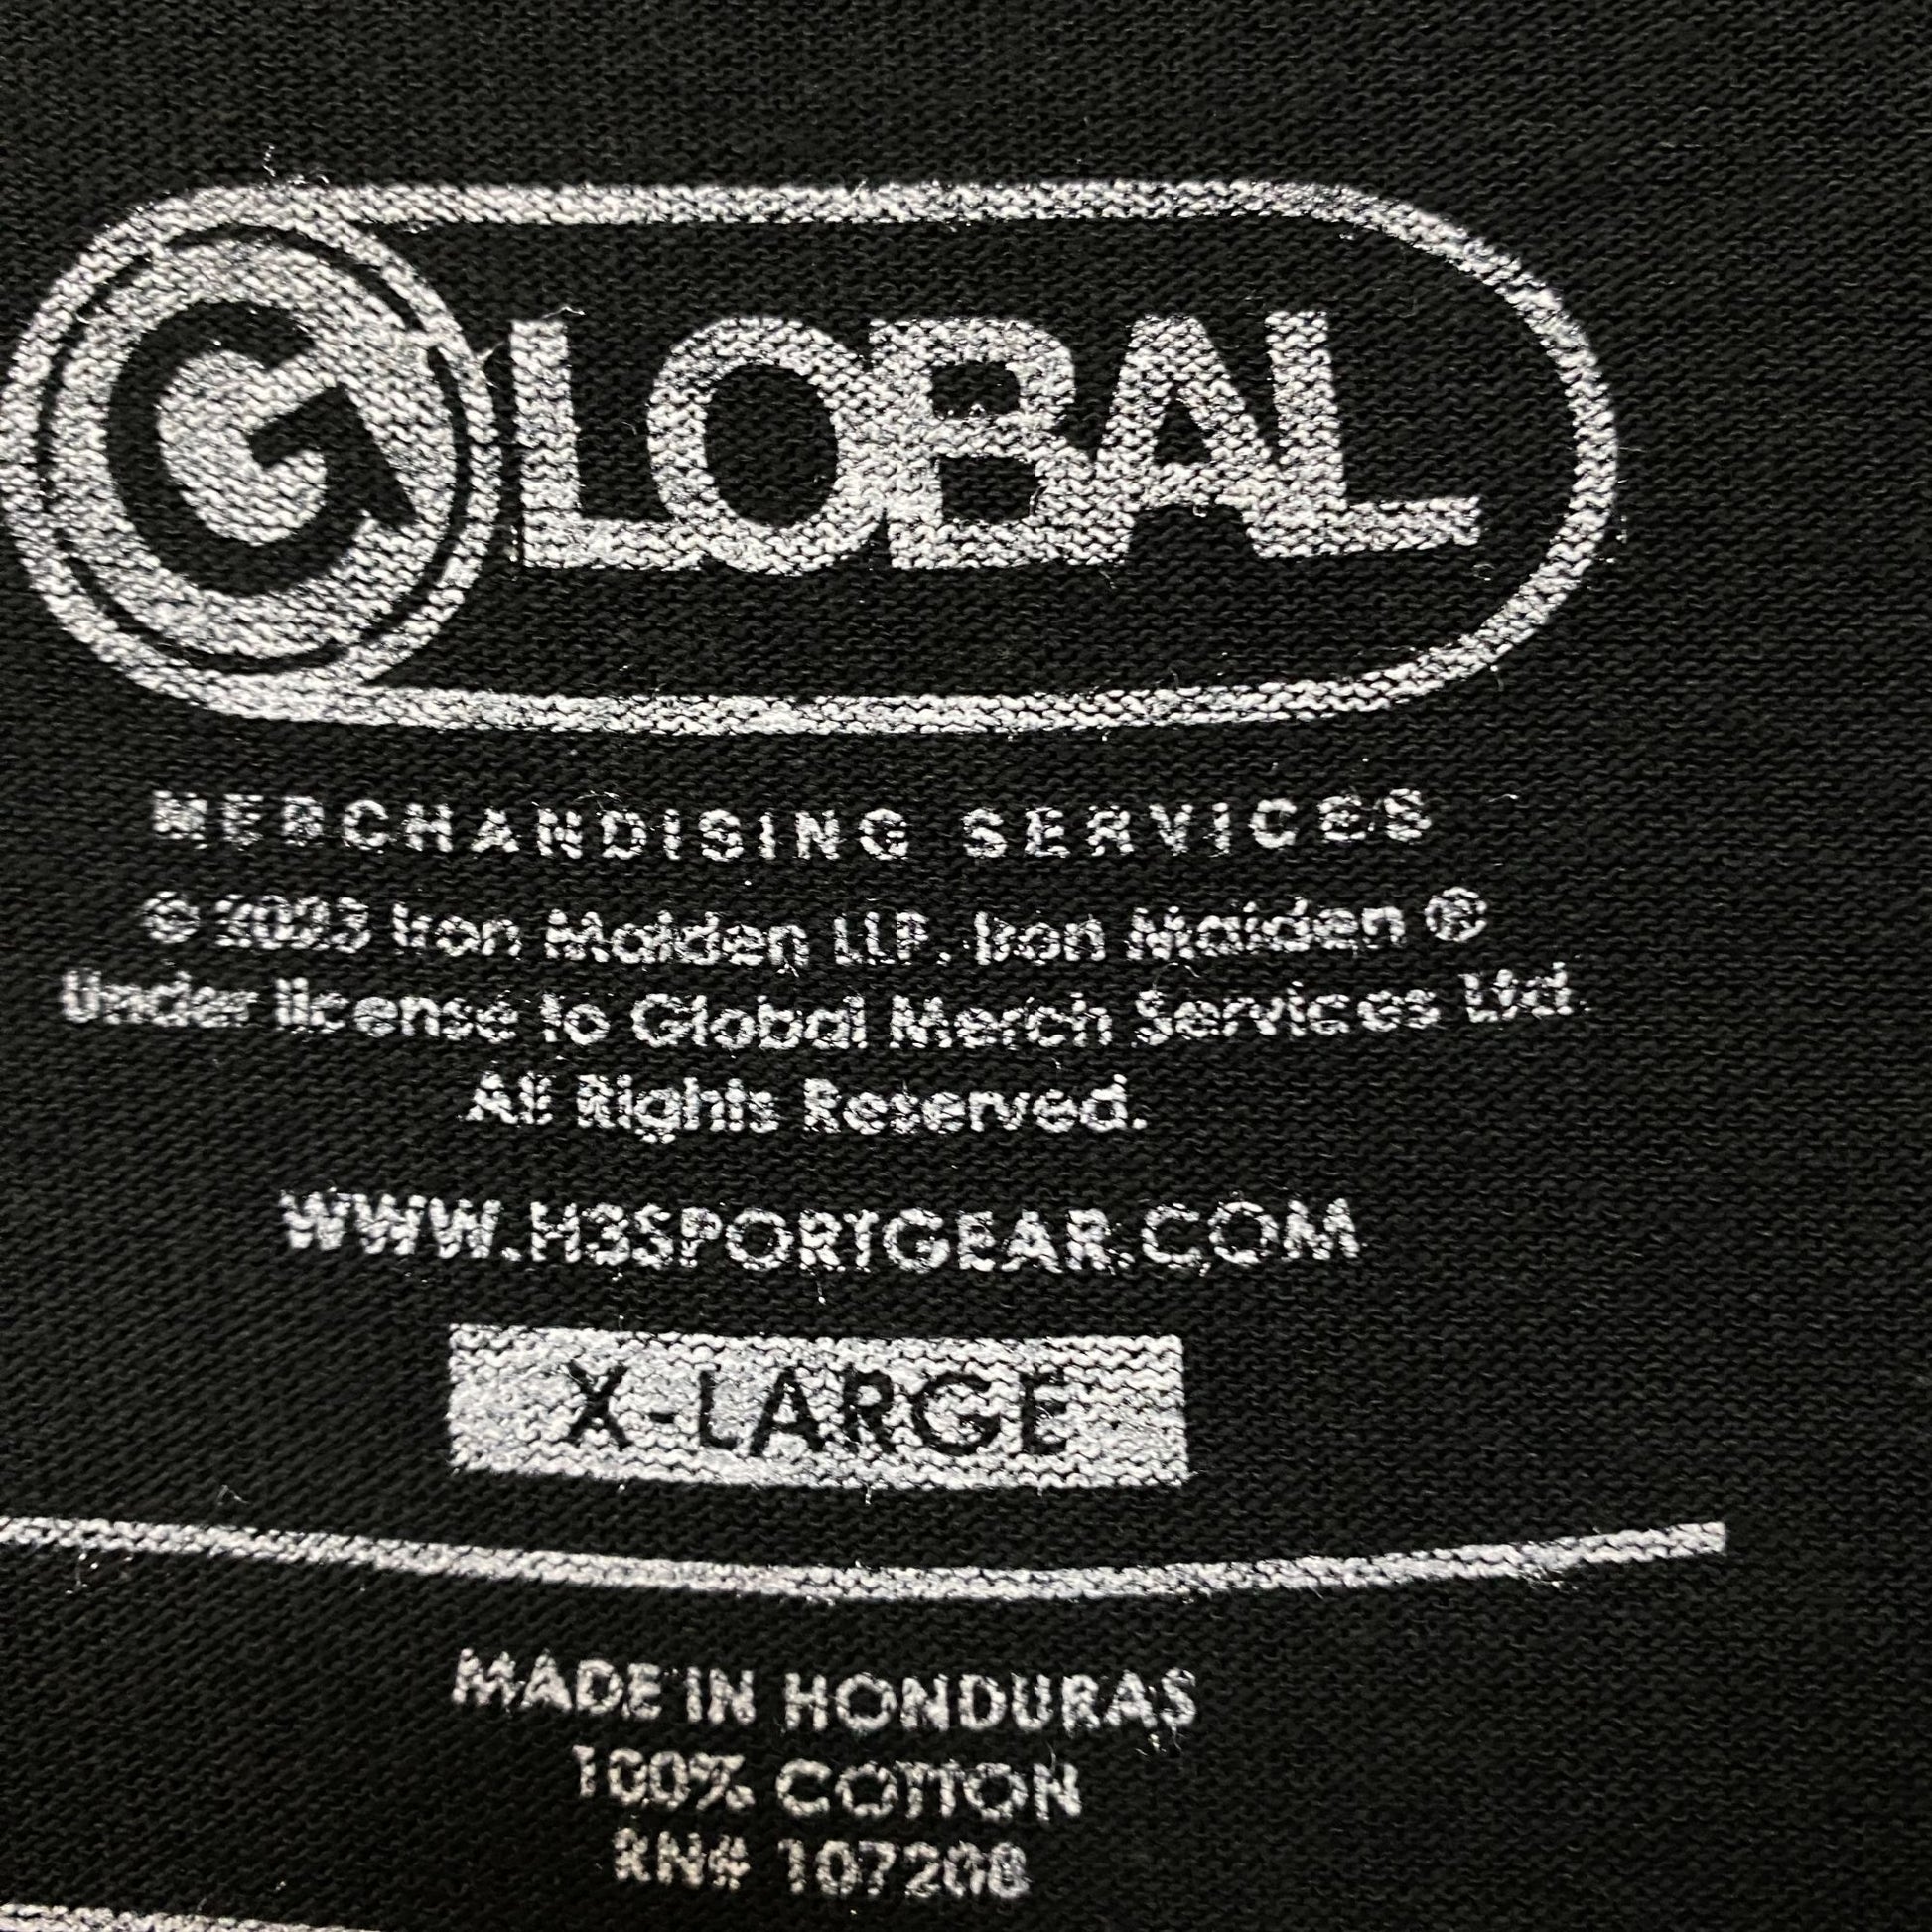 GLOBAL
MERCHANDISING SERVICES
© 2023 Iron Maiden LLP. Iron Maiden ®
Under license to Global Merch Services Ltd.
All Rights Reserved.
WWW.H3SPORTGEAR.COM
X-LARGE
MADE IN HONDURAS
100% COTTON
RN# 107208